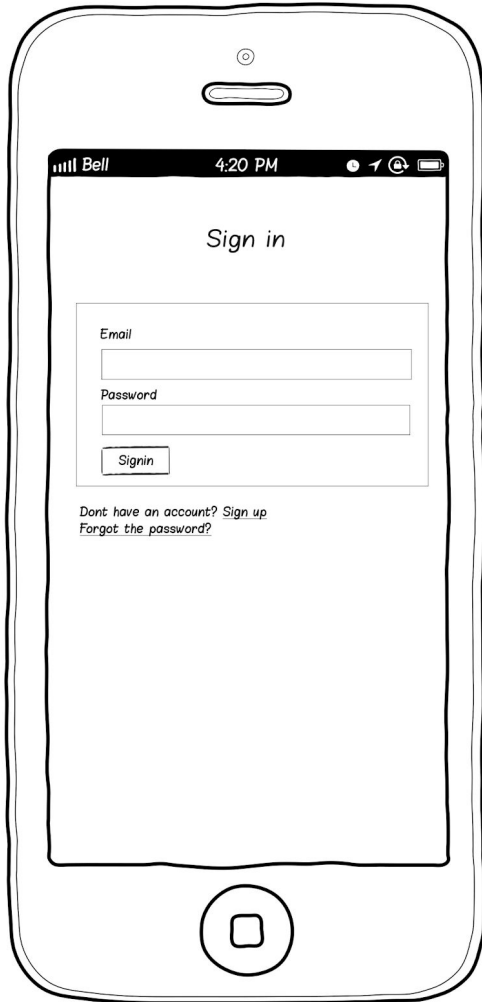 Bell 4:20 PM
Sign in
Email
Password
Signin
Dont have an account? Sign up
Forgot the password?